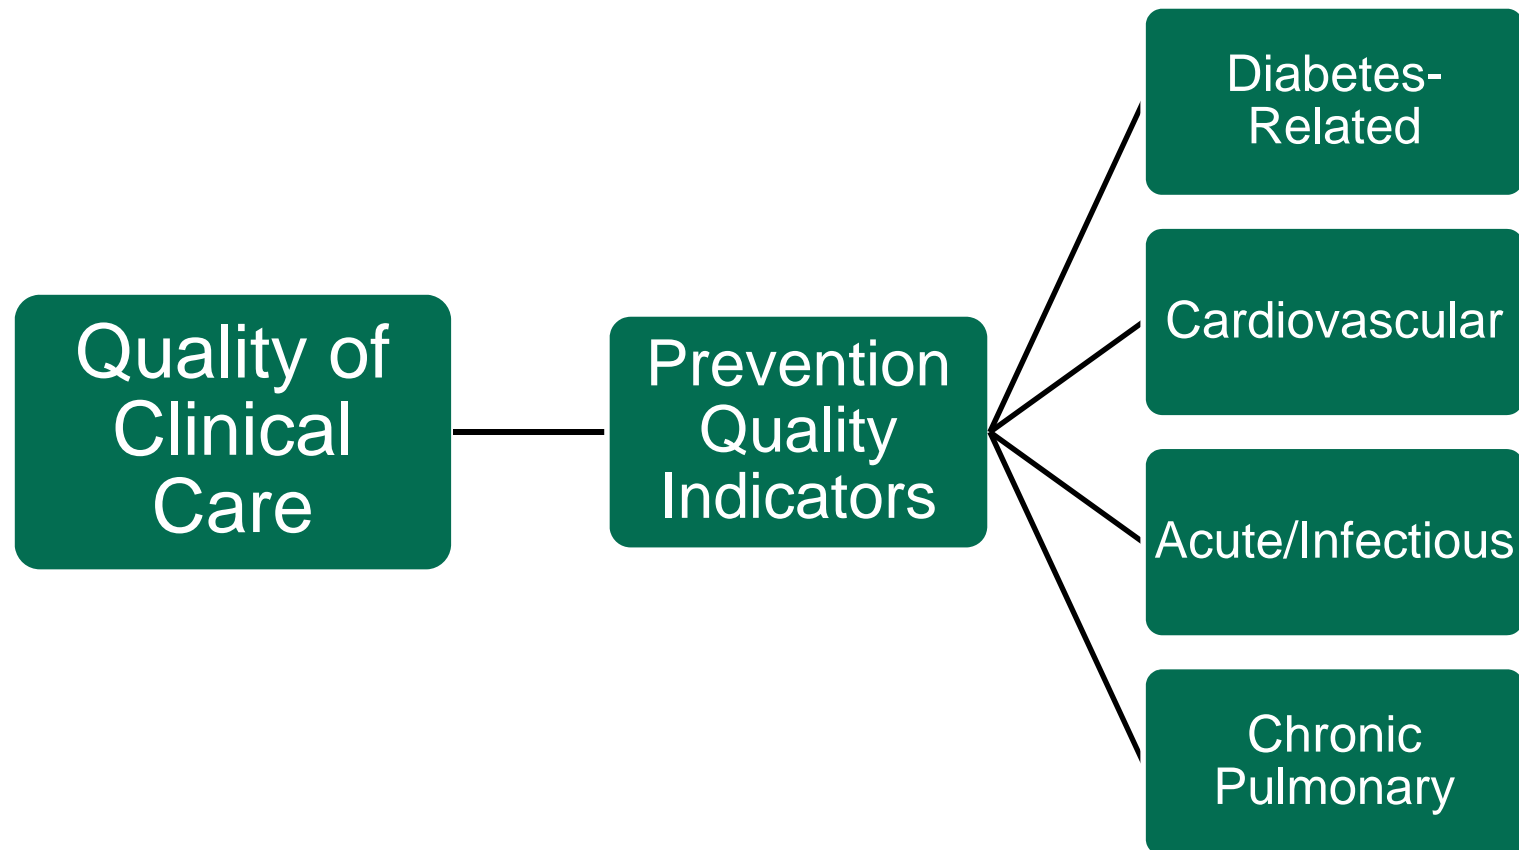 Quality of
Clinical
Care
Prevention
Quality
Indicators
Diabetes-
Related
Cardiovascular
Acute/Infectious
Chronic
Pulmonary